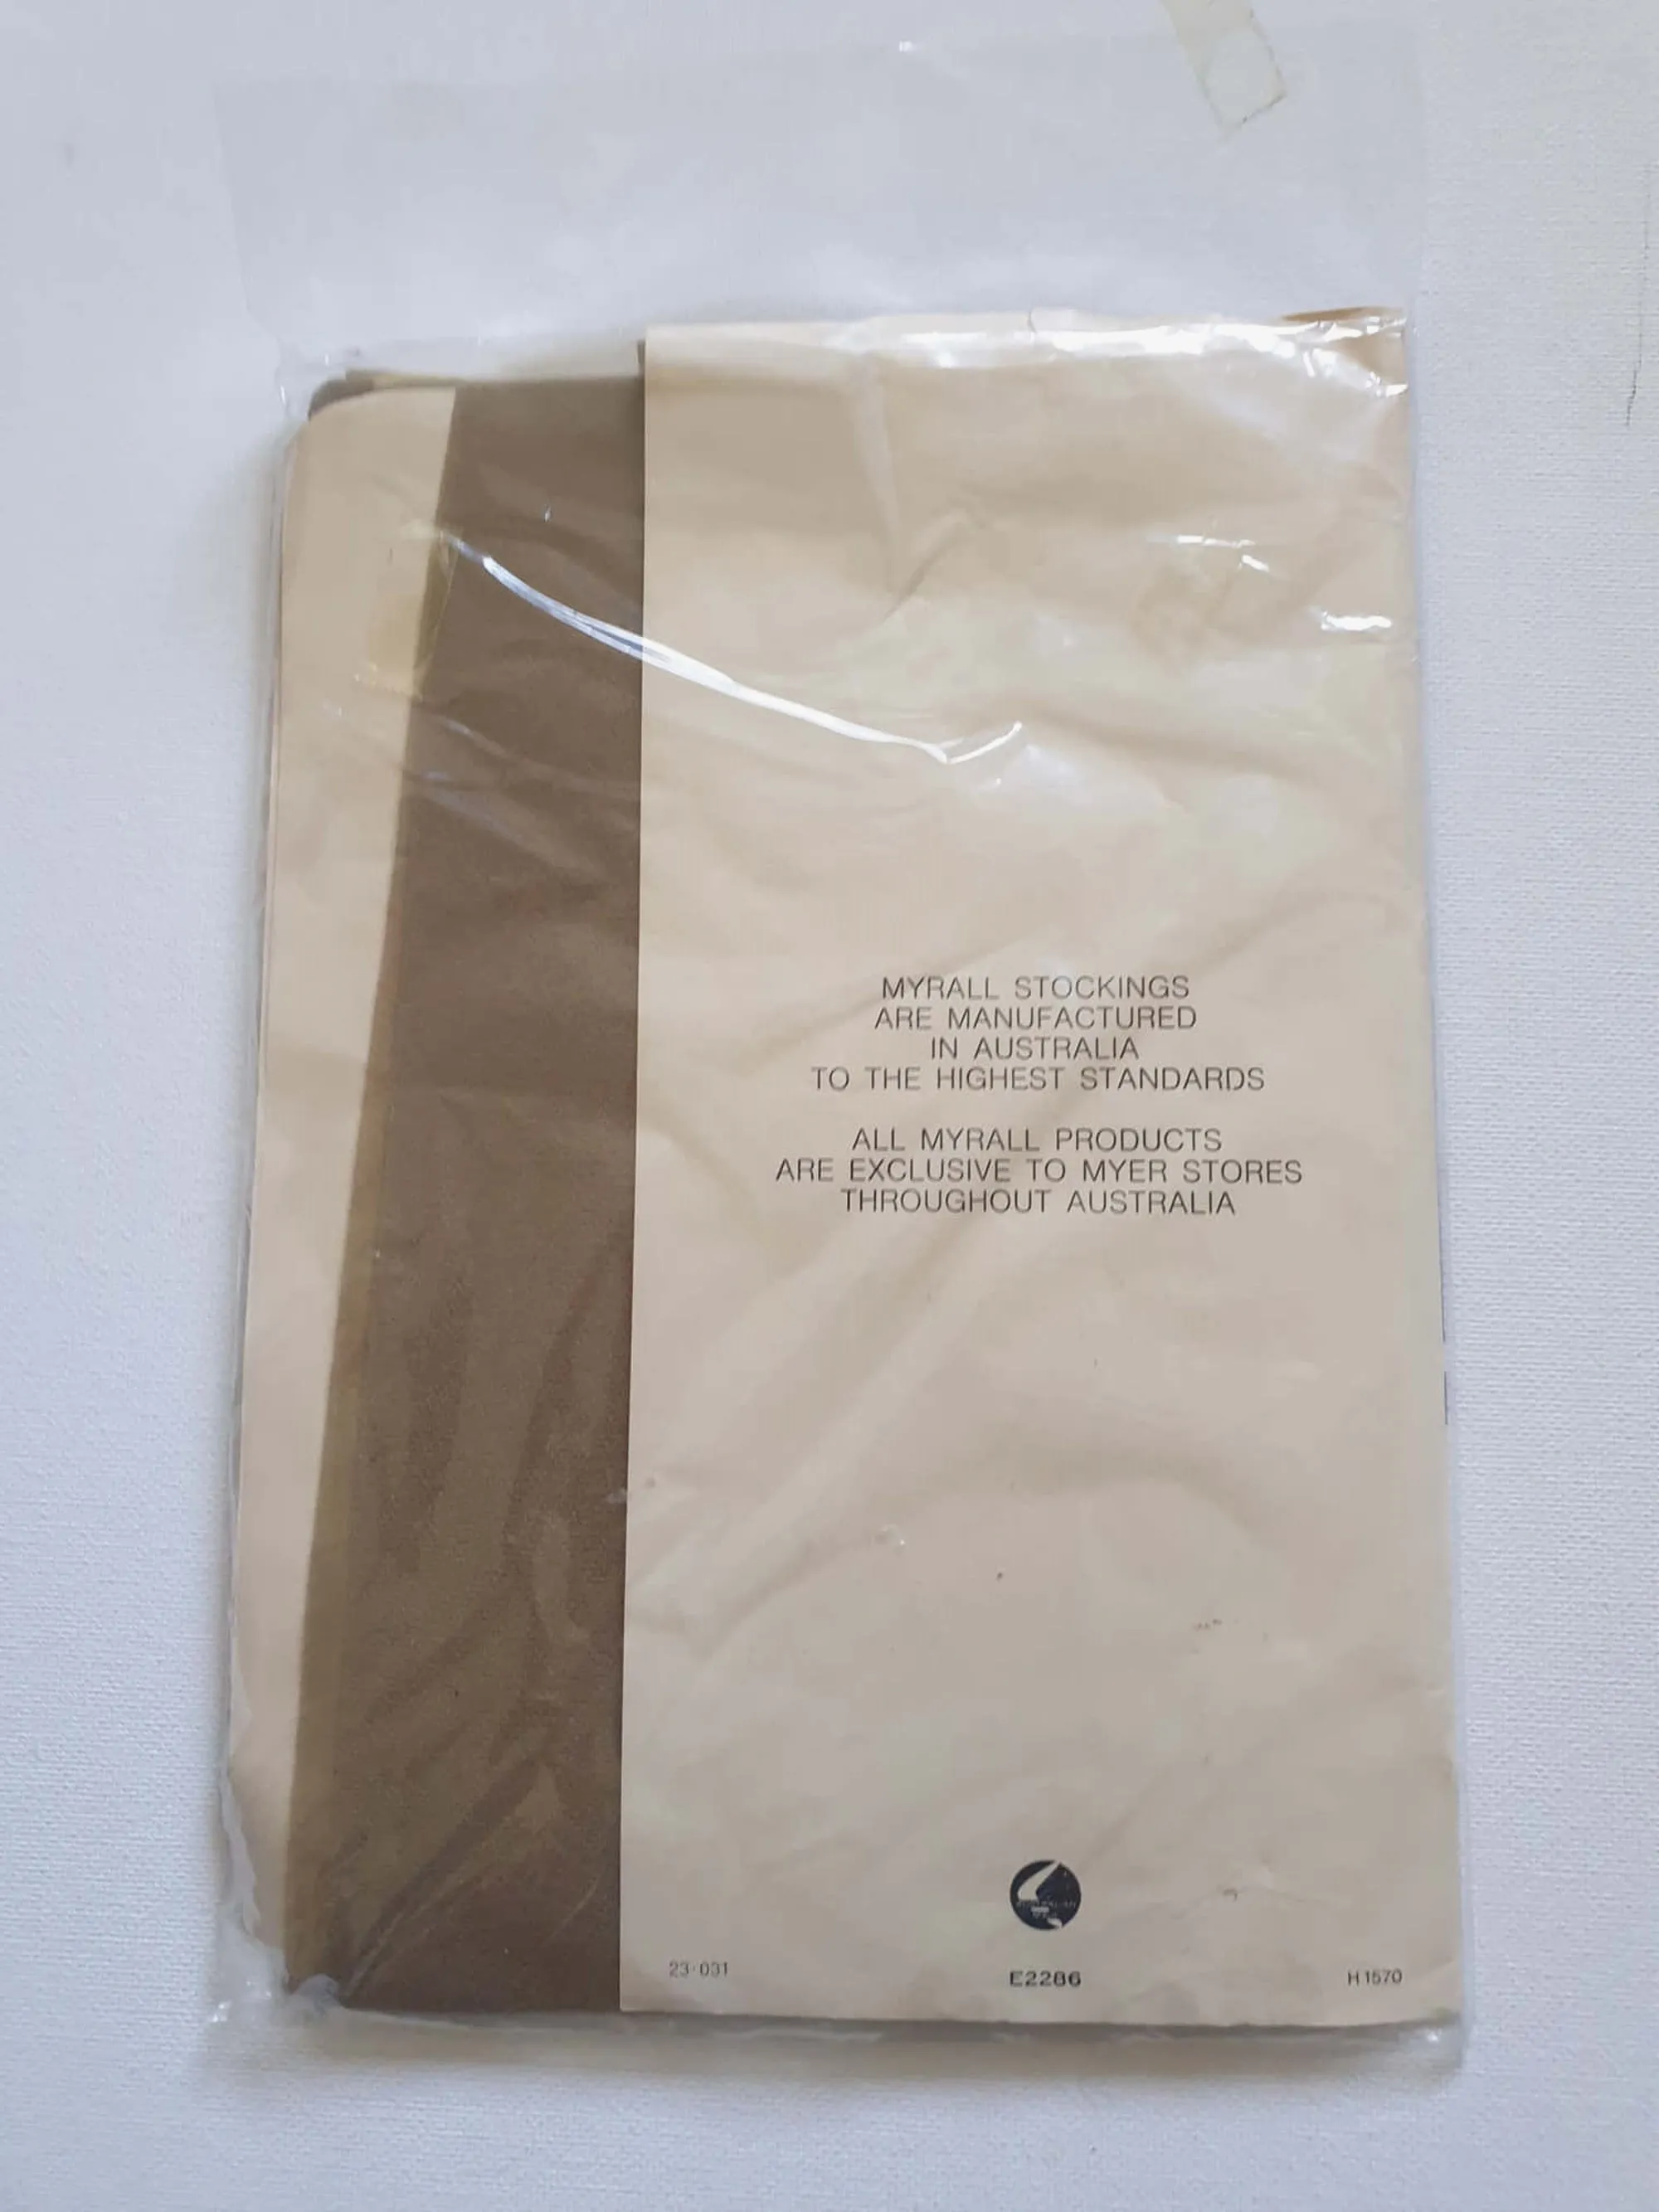 MYRALL STOCKINGS
ARE MANUFACTURED
IN AUSTRALIA
TO THE HIGHEST STANDARDS
ALL MYRALL PRODUCTS
ARE EXCLUSIVE TO MYER STORES
THROUGHOUT AUSTRALIA
23·031
E2286
H1570